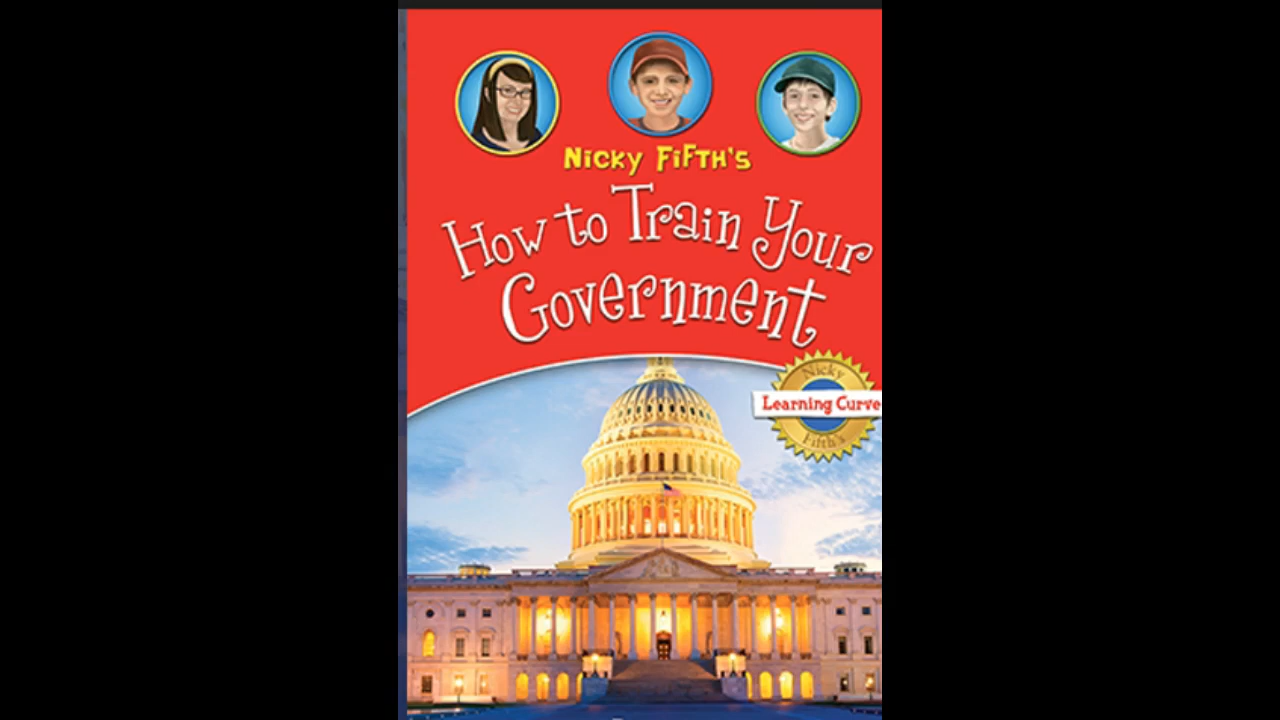 Nicky Fifth's
How to Train Your
Government
Nicky
Learning Curve
Fifth's